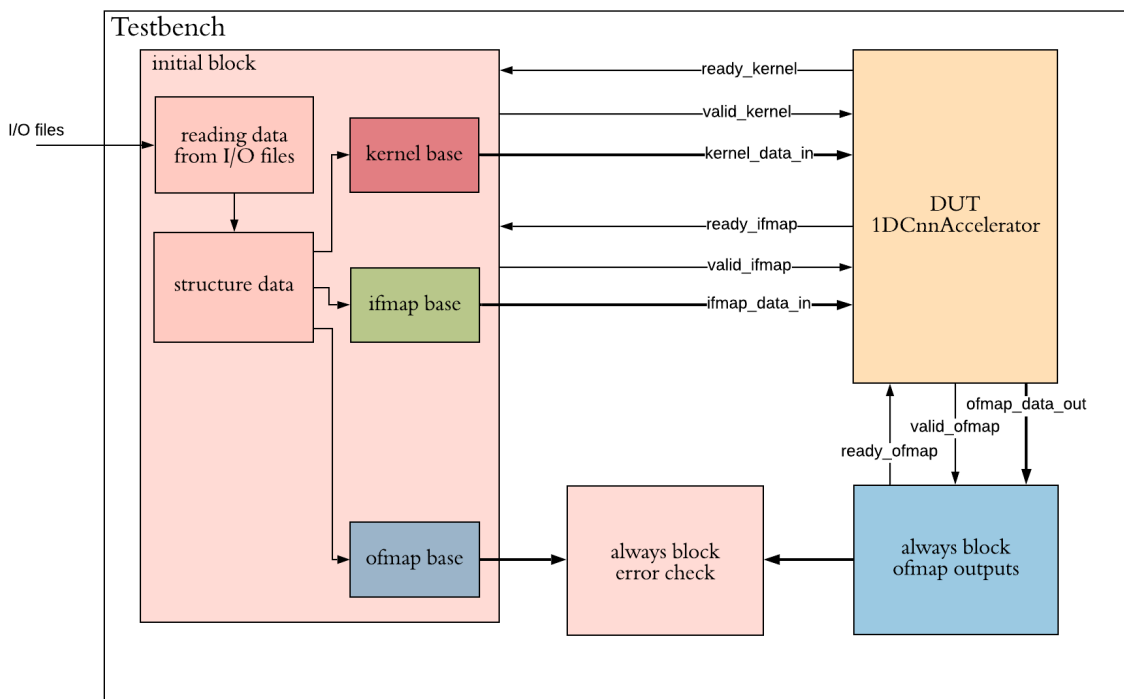 Testbench
initial block
I/O files
reading data
from I/O files
structure data
kernel base
ifmap base
ofmap base
ready_kernel
valid_kernel
kernel_data_in
ready_ifmap
valid_ifmap
ifmap_data_in
DUT
1DCnnAccelerator
ofmap_data_out
valid_ofmap
ready_ofmap
always block
error check
always block
ofmap outputs